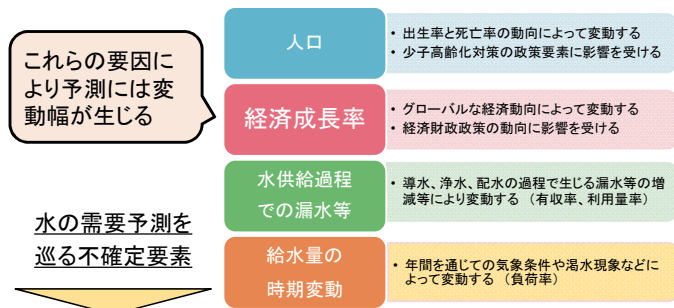 これらの要因に
より予測には変
動幅が生じる
水の需要予測を
巡る不確定要素
人口
・ 出生率と死亡率の動向によって変動する
・ 少子高齢化対策の政策要素に影響を受ける
経済成長率
・ グローバルな経済動向によって変動する
・ 経済財政政策の動向に影響を受ける
水供給過程
での漏水等
・ 導水、浄水、配水の過程で生じる漏水等の増
減等により変動する （有収率、利用量率）
給水量の
時期変動
・ 年間を通じての気象条件や渇水現象などに
よって変動する （負荷率）